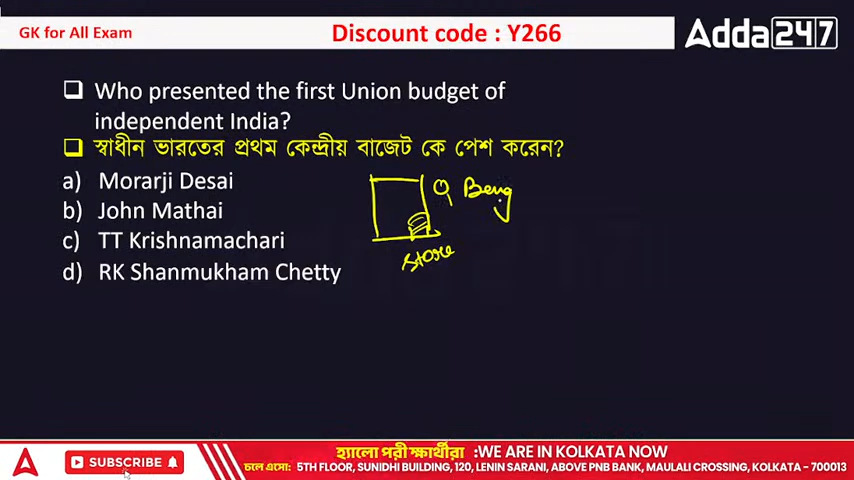 GK for All Exam
Discount code : Y266
Adda247
Who presented the first Union budget of
independent India?
স্বাধীন ভারতের প্রথম কেন্দ্রীয় বাজেট কে পেশ করেন?
a) Morarji Desai
b) John Mathai
c) TT Krishnamachari
d) RK Shanmukham Chetty
Beng
Store
SUBSCRIBE
হ্যালো পরীক্ষার্থীরা :WE ARE IN KOLKATA NOW
চলে এসো: 5TH FLOOR, SUNIDHI BUILDING, 120, LENIN SARANI, ABOVE PNB BANK, MAULALI CROSSING, KOLKATA - 700013